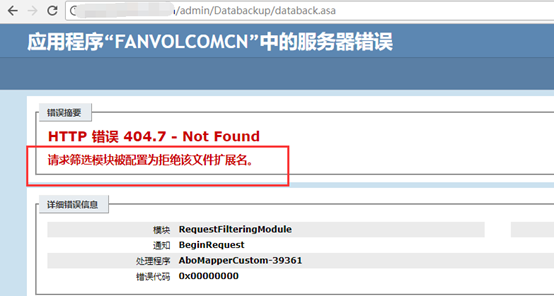 /admin/Databackup/databack.asa
应用程序“FANVOLCOMCN”中的服务器错误
错误摘要
HTTP 错误 404.7 - Not Found
请求筛选模块被配置为拒绝该文件扩展名。
详细错误信息
模块 RequestFilteringModule
通知 BeginRequest
处理程序 AboMapperCustom-39361
错误代码 0x00000000